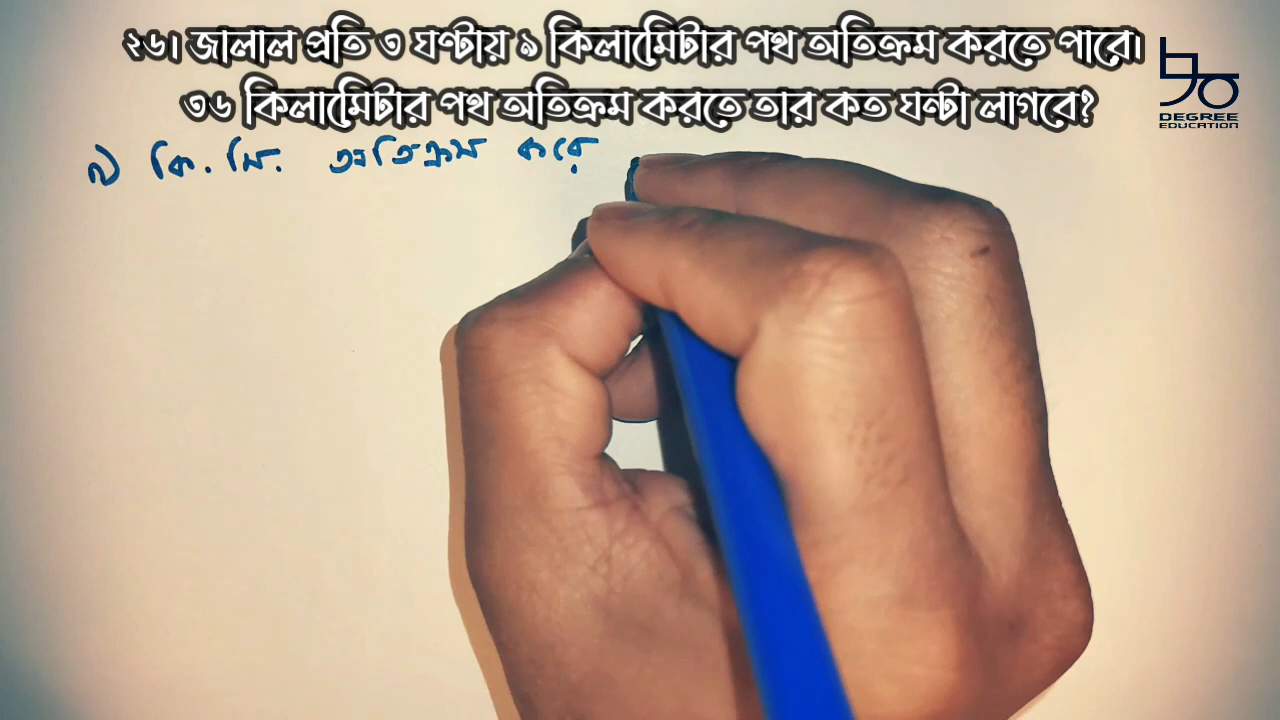 ২৬। জালাল প্রতি ৩ ঘণ্টায় ৯ কিলামিেটার পথ অতিক্রম করতে পারে।
৩৬ কিলামিেটার পথ অতিক্রম করতে তার কত ঘন্টা লাগবে?
DEGREE
EDUCATION
৯ কি.মি. অতিক্রম করে